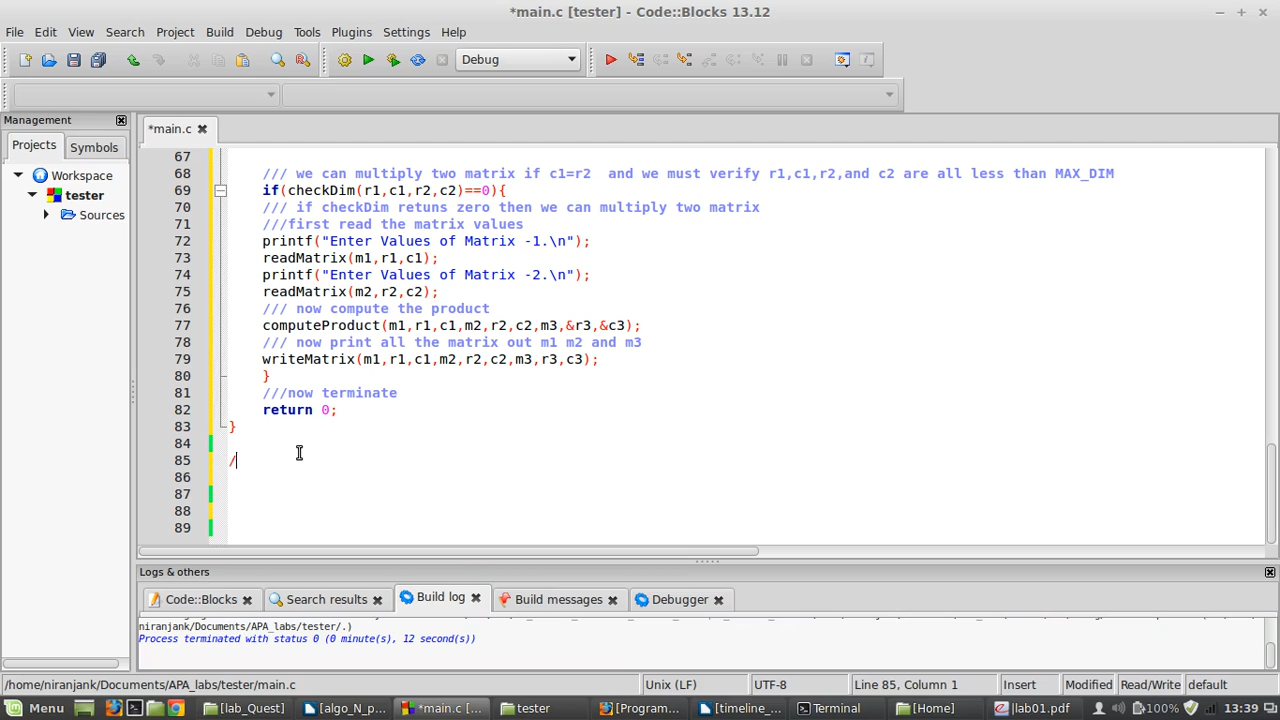 *main.c [tester] - Code::Blocks 13.12
File Edit View Search Project Build Debug Tools Plugins Settings Help
Debug
Management
Projects Symbols
Workspace
tester
Sources
*main.c
67
68 /// we can multiply two matrix if c1=r2  and we must verify r1,c1,r2,and c2 are all less than MAX_DIM
69 if(checkDim(r1,c1,r2,c2)==0){
70 /// if checkDim retuns zero then we can multiply two matrix
71 ///first read the matrix values
72 printf("Enter Values of Matrix -1.\n");
73 readMatrix(m1,r1,c1);
74 printf("Enter Values of Matrix -2.\n");
75 readMatrix(m2,r2,c2);
76 /// now compute the product
77 computeProduct(m1,r1,c1,m2,r2,c2,m3,&r3,&c3);
78 /// now print all the matrix out m1 m2 and m3
79 writeMatrix(m1,r1,c1,m2,r2,c2,m3,r3,c3);
80 }
81 ///now terminate
82 return 0;
83 }
84
85 /
86
87
88
89
Logs & others
Code::Blocks Search results Build log Build messages Debugger
niranjank/Documents/APA_labs/tester/.)
Process terminated with status 0 (0 minute(s), 12 second(s))
/home/niranjank/Documents/APA_labs/tester/main.c Unix (LF) UTF-8 Line 85, Column 1 Insert Modified Read/Write default
Menu [lab_Quest] [algo_N_p... *main.c [... tester [Program... [timeline_... Terminal [Home] |lab01.pdf 100% 13:39